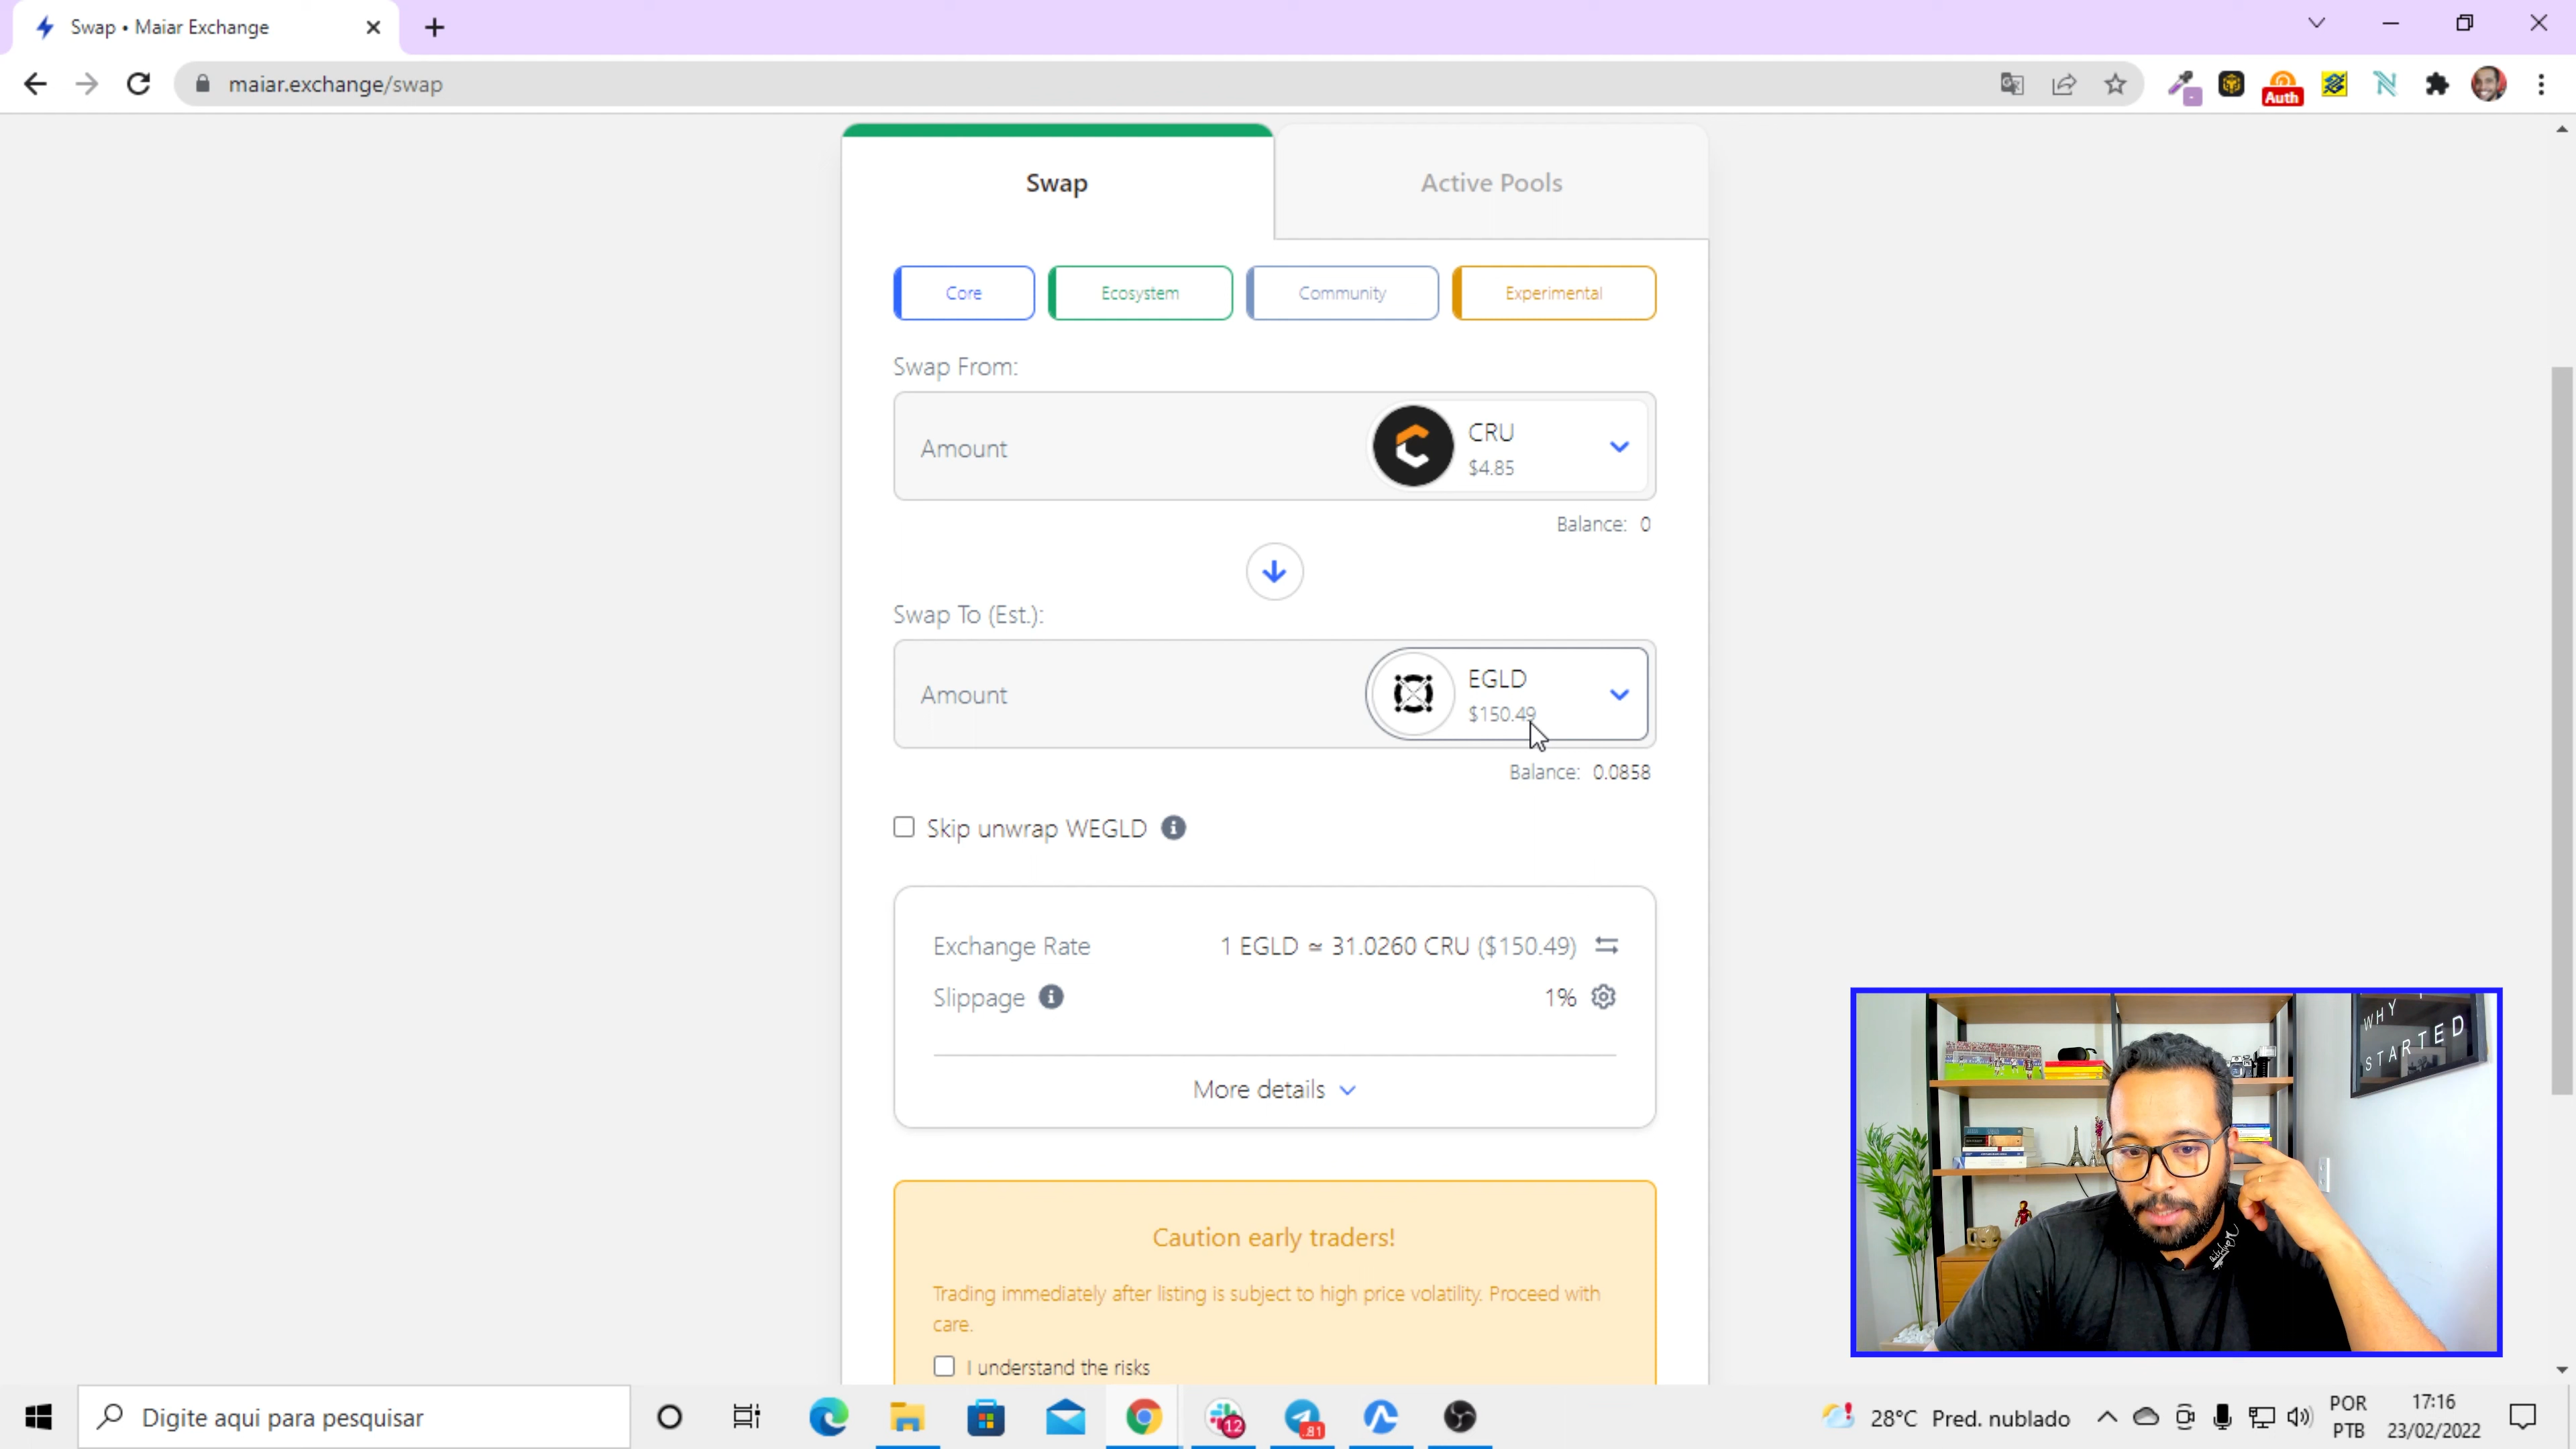 Swap • Maiar Exchange
maiar.exchange/swap
Auth
Swap
Active Pools
Core
Ecosystem
Community
Experimental
Swap From:
Amount
CRU
$4.85
Balance: 0
Swap To (Est.):
Amount
EGLD
$150.49
Balance: 0.0858
Skip unwrap WEGLD
Exchange Rate
1 EGLD ≃ 31.0260 CRU ($150.49)
Slippage
1%
More details
Caution early traders!
Trading immediately after listing is subject to high price volatility. Proceed with
care.
I understand the risks
WHY I
STARTED
Digite aqui para pesquisar
12
81
28°C Pred. nublado
POR
PTB
17:16
23/02/2022